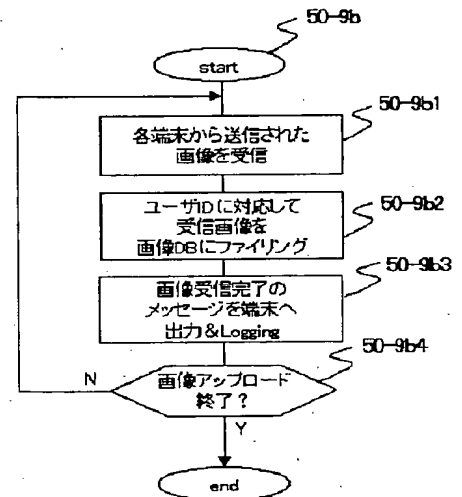 50-9b
start
50-9b1
各端末から送信された
画像を受信
50-9b2
ユーザIDに対応して
受信画像を
画像DBにファイリング
50-9b3
画像受信完了の
メッセージを端末へ
出力&Logging
50-9b4
N
画像アップロード
終了?
Y
end